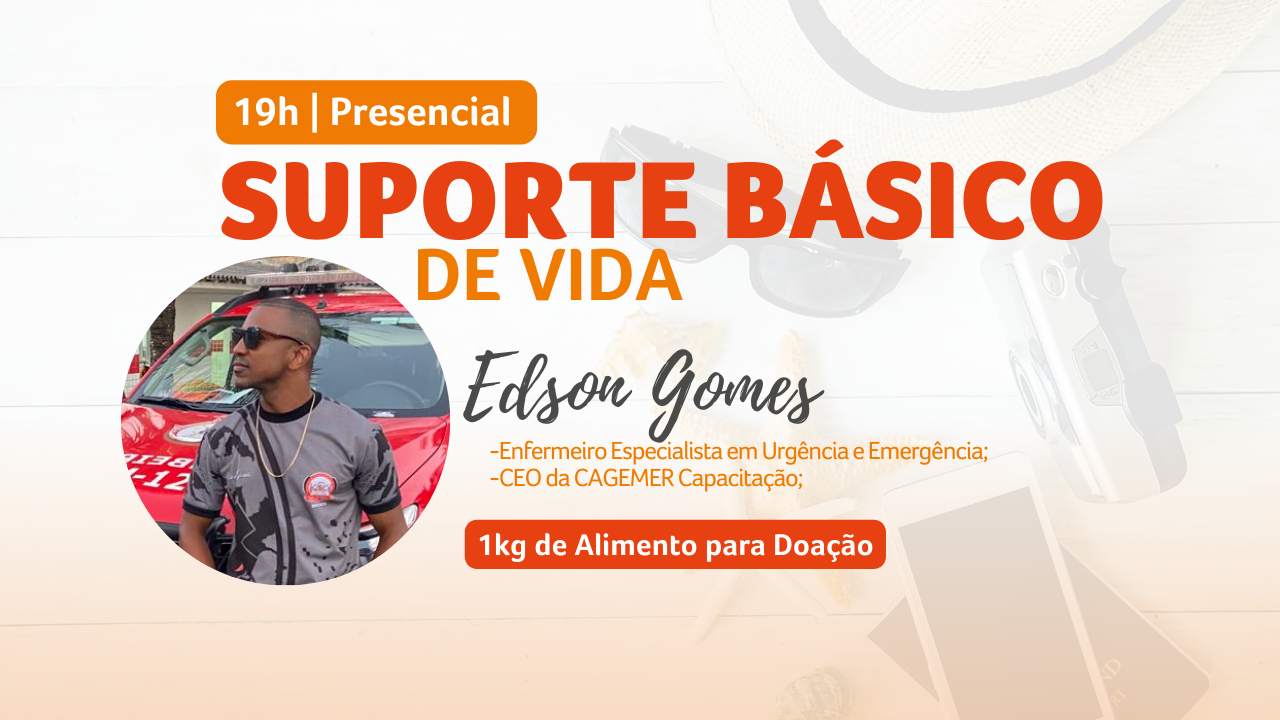 19h | Presencial
SUPORTE BÁSICO
DE VIDA
Edson Gomes
-Enfermeiro Especialista em Urgência e Emergência;
-CEO da CAGEMER Capacitação;
1kg de Alimento para Doação